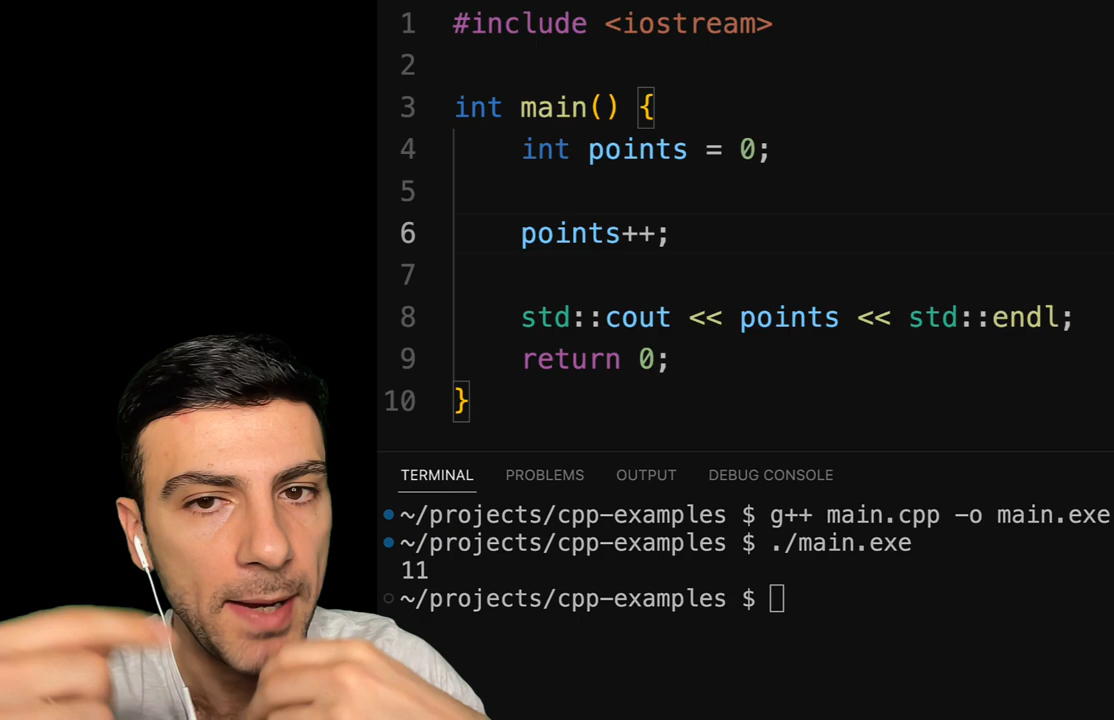 1 #include <iostream>
2
3 int main() {
4 int points = 0;
5
6 points++;
7
8 std::cout << points << std::endl;
9 return 0;
10 }
TERMINAL PROBLEMS OUTPUT DEBUG CONSOLE
~/projects/cpp-examples $ g++ main.cpp -o main.exe
~/projects/cpp-examples $ ./main.exe
11
~/projects/cpp-examples $